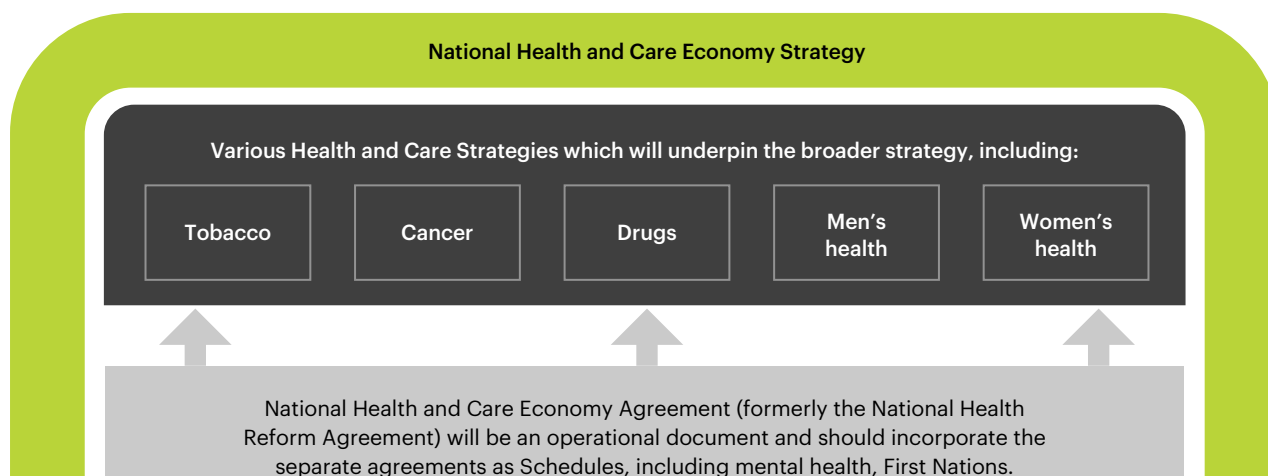 National Health and Care Economy Strategy
Various Health and Care Strategies which will underpin the broader strategy, including:
Tobacco
Cancer
Drugs
Men’s
health
Women’s
health
National Health and Care Economy Agreement (formerly the National Health
Reform Agreement) will be an operational document and should incorporate the
separate agreements as Schedules, including mental health, First Nations.